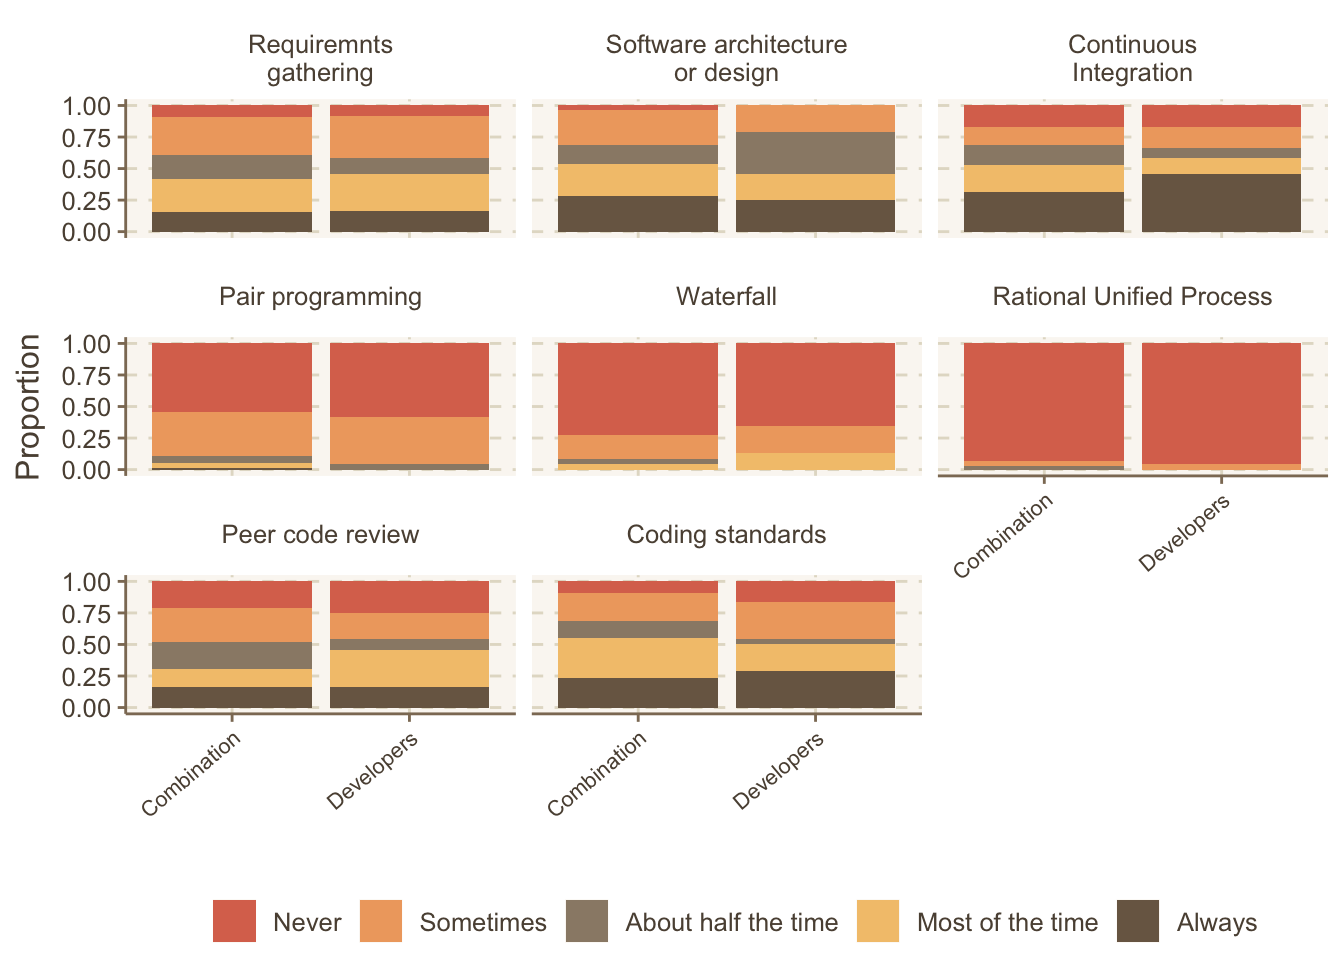 Requiremnts
gathering
Software architecture
or design
Continuous
Integration
1.00
0.75
0.50
0.25
0.00
Pair programming
Waterfall
Rational Unified Process
Proportion
1.00
0.75
0.50
0.25
0.00
Combination
Developers
Peer code review
Coding standards
1.00
0.75
0.50
0.25
0.00
Combination
Developers
Combination
Developers
Never
Sometimes
About half the time
Most of the time
Always